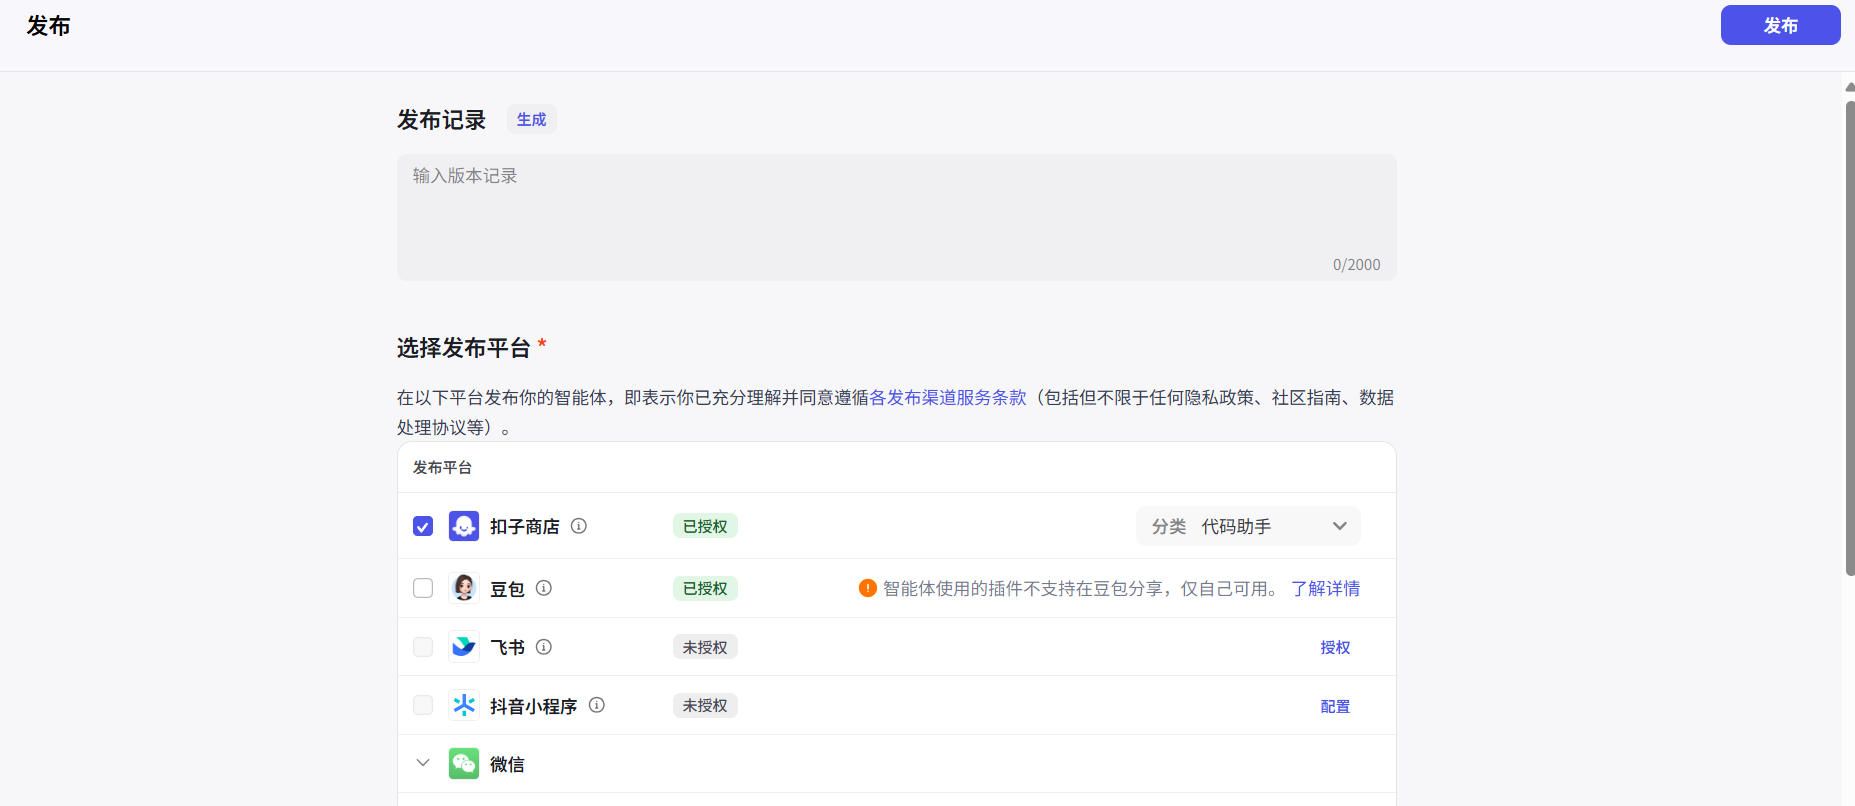 发布
发布
发布记录 生成
输入版本记录
0/2000
选择发布平台 *
在以下平台发布你的智能体，即表示你已充分理解并同意遵循各发布渠道服务条款（包括但不限于任何隐私政策、社区指南、数据
处理协议等）。
发布平台
扣子商店 已授权 分类 代码助手
豆包 已授权 智能体使用的插件不支持在豆包分享，仅自己可用。 了解详情
飞书 未授权 授权
抖音小程序 未授权 配置
微信